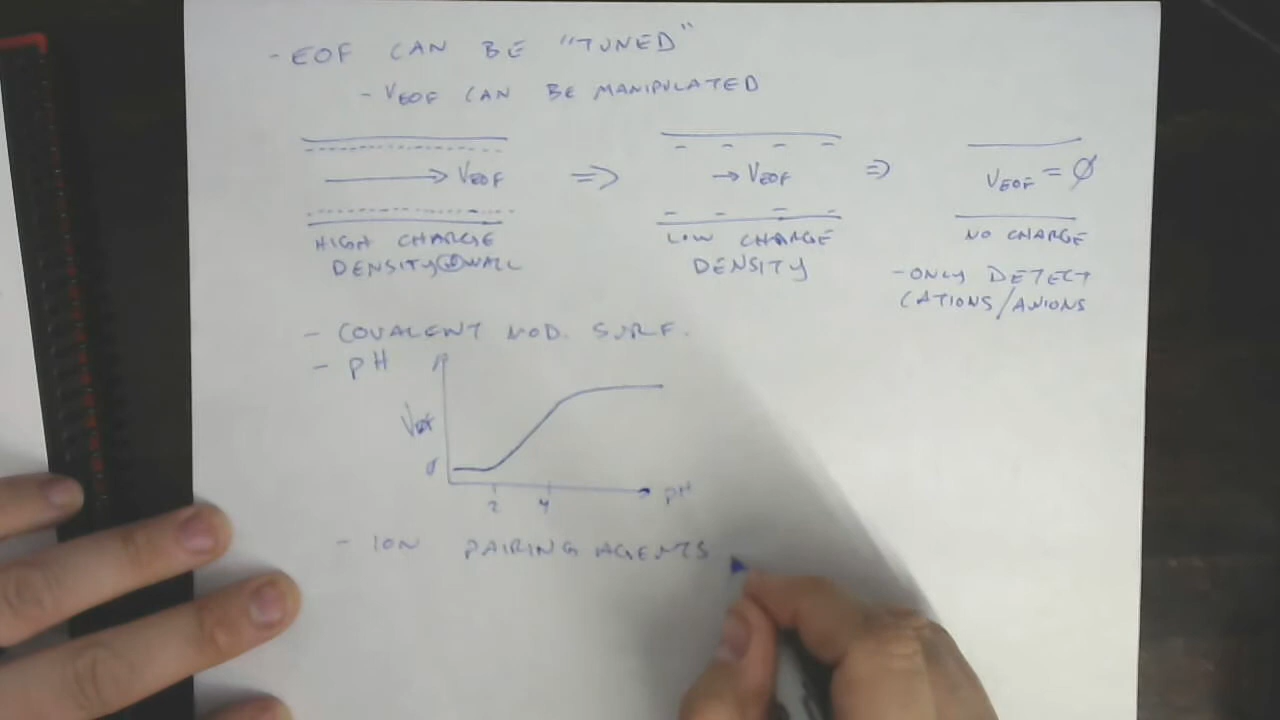 - EOF CAN BE "TUNED"
- VEOF CAN BE MANIPULATED
VEOF => VEOF => VEOF = Ø
HIGH CHARGE DENSITY@WALL
LOW CHARGE DENSITY
NO CHARGE
- ONLY DETECT
CATIONS/ANIONS
- COVALENT MOD. SURF.
- pH
VEOF
pH
2 4
- ION PAIRING AGENTS